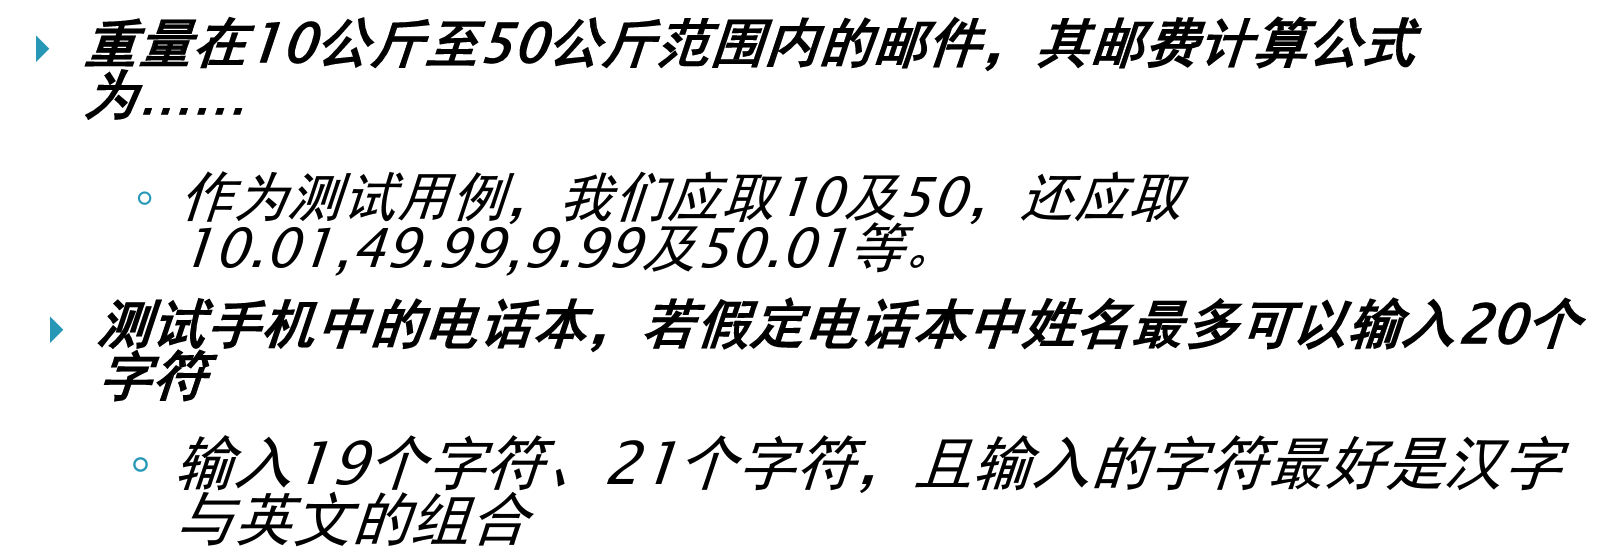 重量在10公斤至50公斤范围内的邮件，其邮费计算公式
为......
作为测试用例，我们应取10及50，还应取
10.01,49.99,9.99及50.01等。
测试手机中的电话本，若假定电话本中姓名最多可以输入20个
字符
输入19个字符、21个字符，且输入的字符最好是汉字
与英文的组合